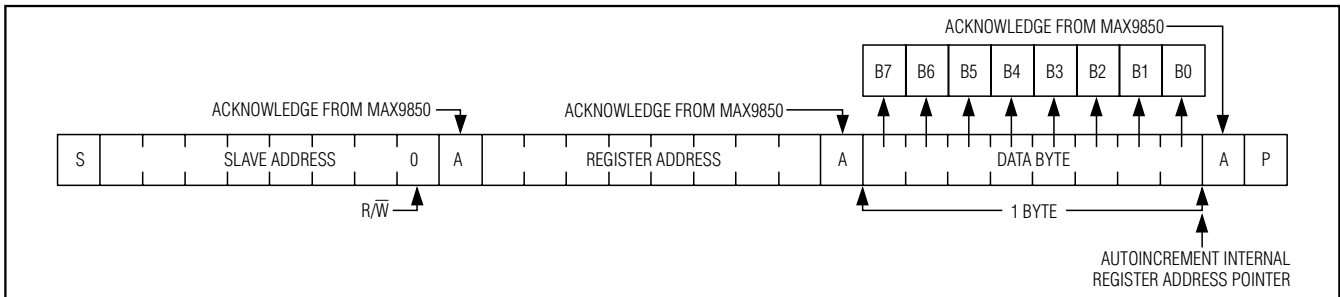 ACKNOWLEDGE FROM MAX9850
B7 B6 B5 B4 B3 B2 B1 B0
ACKNOWLEDGE FROM MAX9850
ACKNOWLEDGE FROM MAX9850
S SLAVE ADDRESS 0 A REGISTER ADDRESS A DATA BYTE A P
R/W̅
1 BYTE
AUTOINCREMENT INTERNAL
REGISTER ADDRESS POINTER